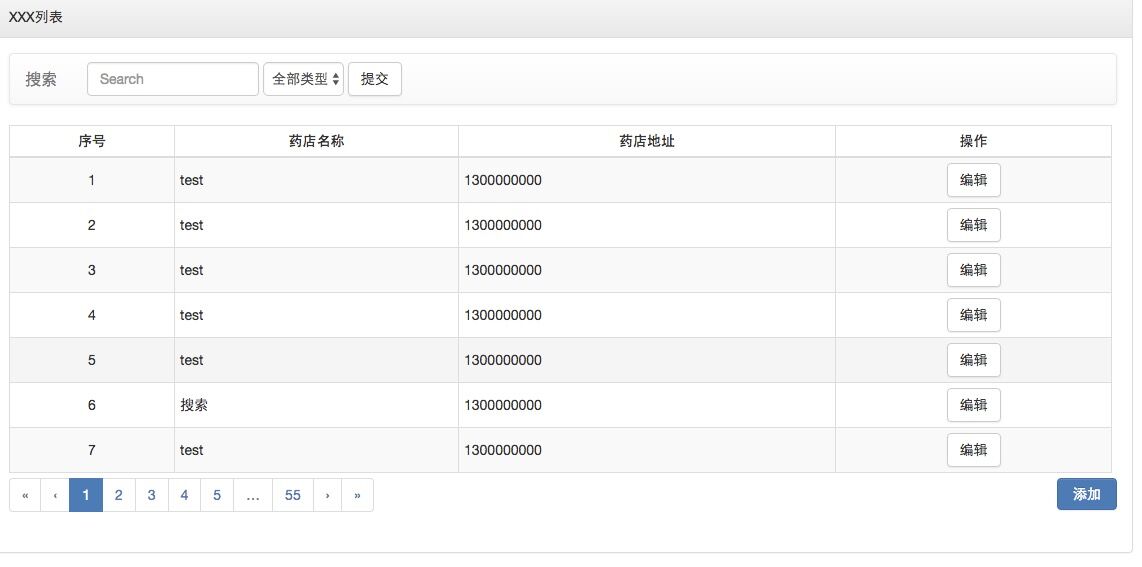 XXX列表
搜索 Search 全部类型 提交
序号 药店名称 药店地址 操作
1 test 1300000000 编辑
2 test 1300000000 编辑
3 test 1300000000 编辑
4 test 1300000000 编辑
5 test 1300000000 编辑
6 搜索 1300000000 编辑
7 test 1300000000 编辑
« ‹ 1 2 3 4 5 … 55 › » 添加